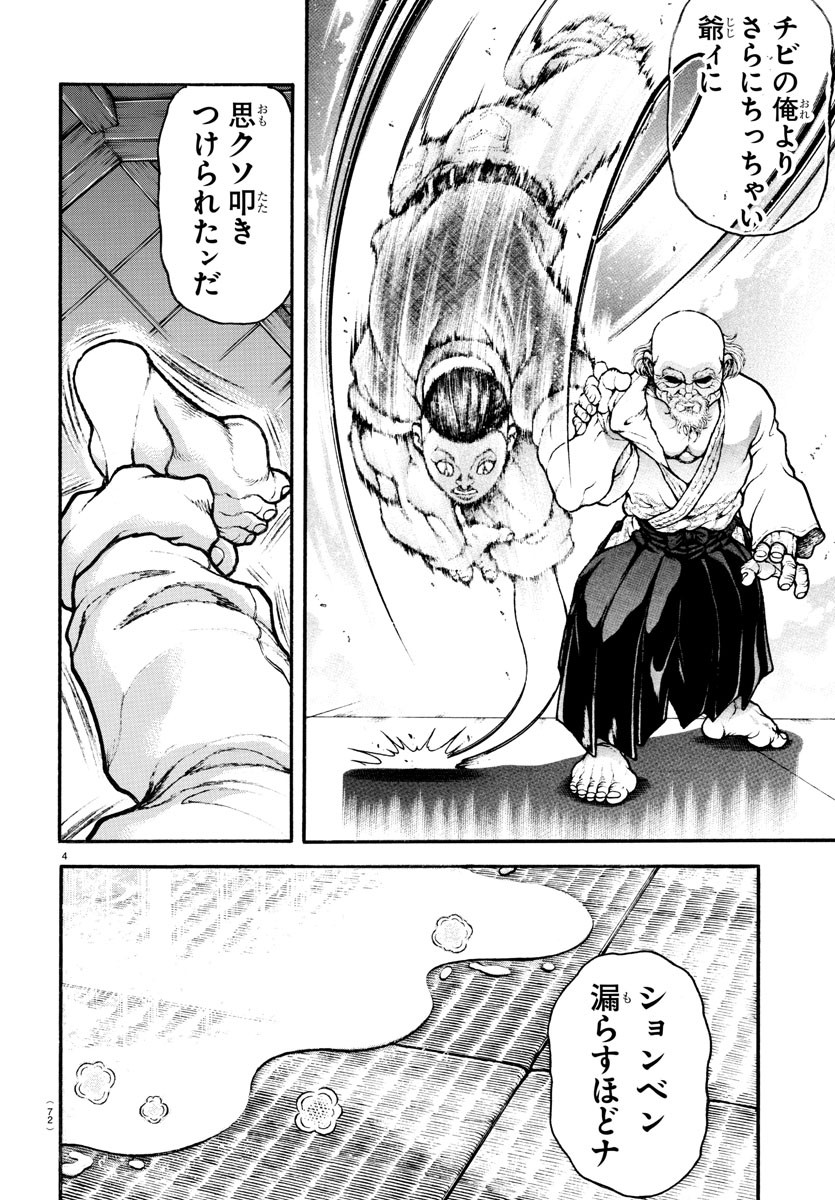 チビの俺より
さらにちっちゃい
爺ィに
思クソ叩き
つけられたンだ
ションベン
漏らすほどナ
4
(72)